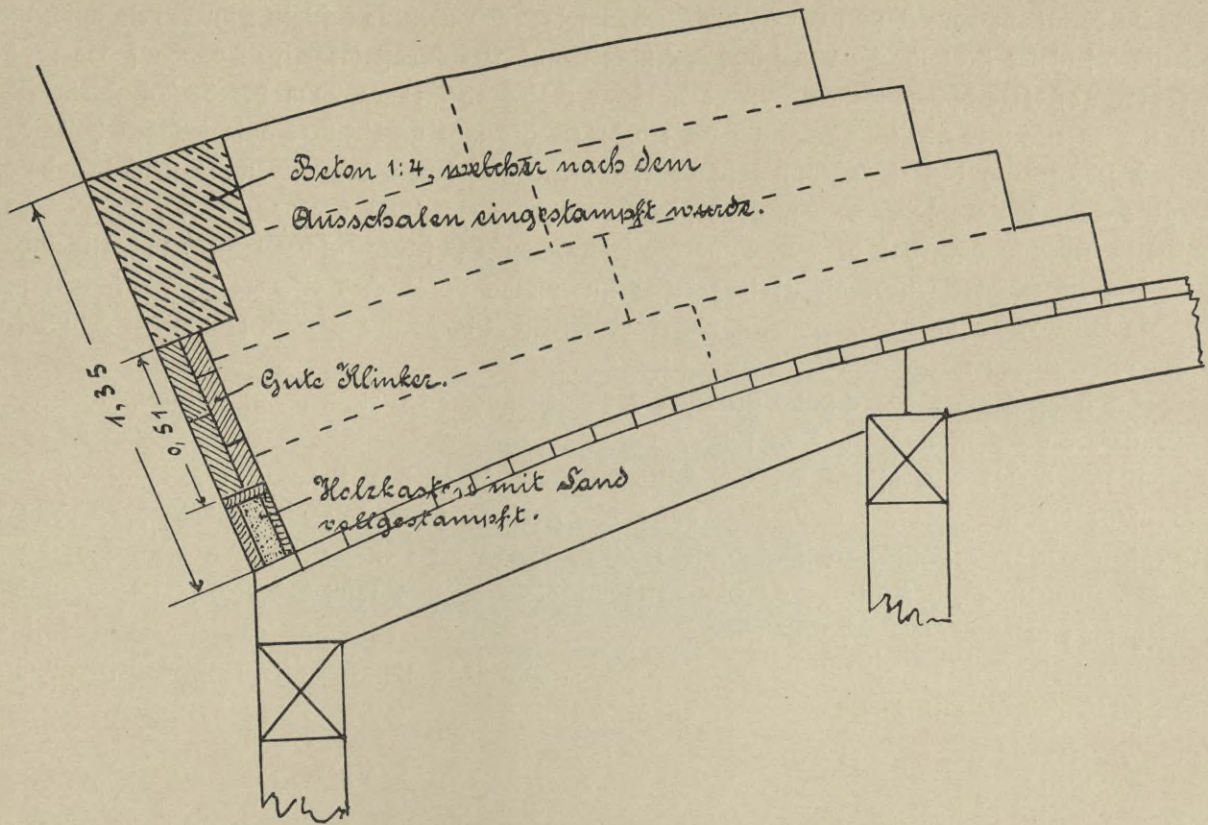 Beton 1:4, welcher nach dem
Ausschalen eingestampft wurde.
1,35
0,51
Gute Klinker.
Holzkasten mit Sand
vollgestampft.